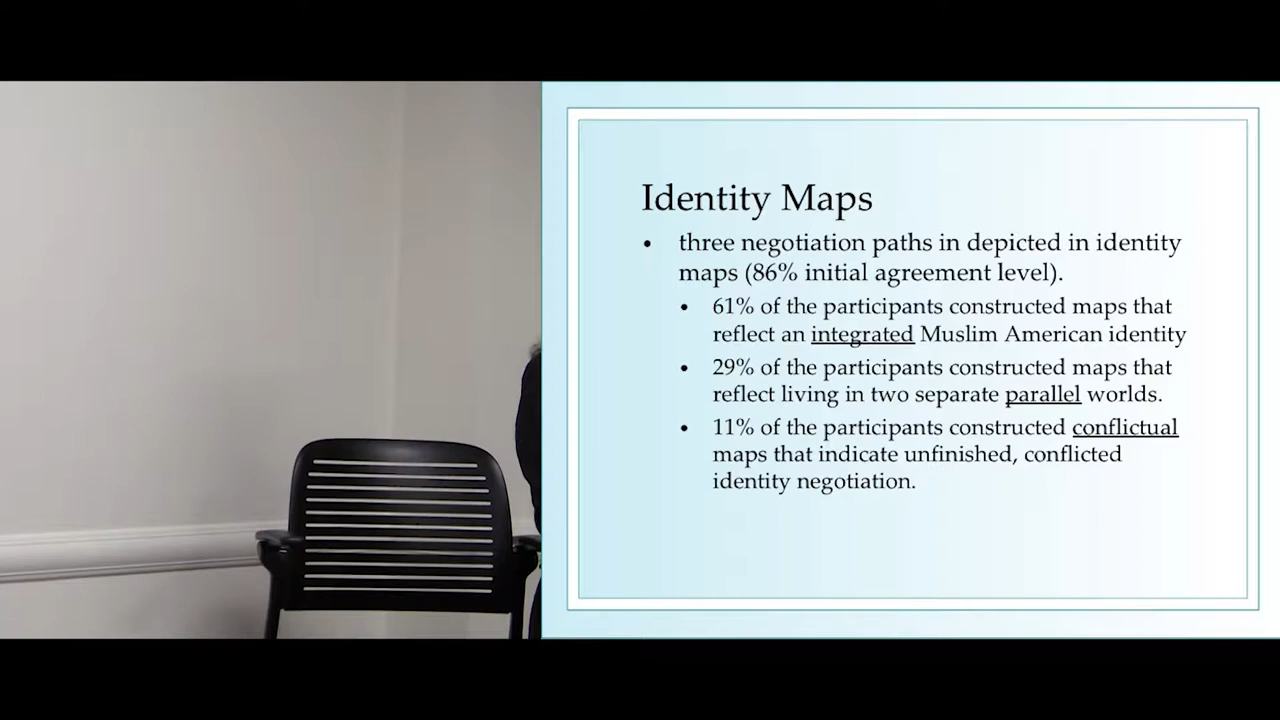 Identity Maps
• three negotiation paths in depicted in identity
maps (86% initial agreement level).
• 61% of the participants constructed maps that
reflect an integrated Muslim American identity
• 29% of the participants constructed maps that
reflect living in two separate parallel worlds.
• 11% of the participants constructed conflictual
maps that indicate unfinished, conflicted
identity negotiation.